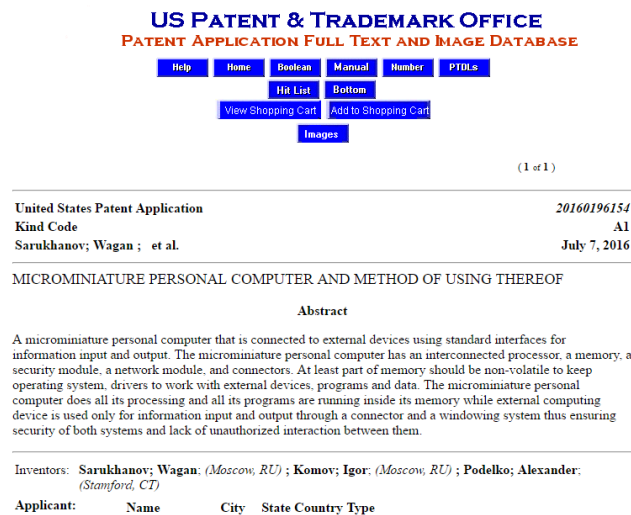 US PATENT & TRADEMARK OFFICE
PATENT APPLICATION FULL TEXT AND IMAGE DATABASE
Help Home Boolean Manual Number PTDLs
Hit List Bottom
View Shopping Cart Add to Shopping Cart
Images
( 1 of 1 )
United States Patent Application 20160196154
Kind Code A1
Sarukhanov; Wagan ; et al. July 7, 2016
MICROMINIATURE PERSONAL COMPUTER AND METHOD OF USING THEREOF
Abstract
A microminiature personal computer that is connected to external devices using standard interfaces for
information input and output. The microminiature personal computer has an interconnected processor, a memory, a
security module, a network module, and connectors. At least part of memory should be non-volatile to keep
operating system, drivers to work with external devices, programs and data. The microminiature personal
computer does all its processing and all its programs are running inside its memory while external computing
device is used only for information input and output through a connector and a windowing system thus ensuring
security of both systems and lack of unauthorized interaction between them.
Inventors: Sarukhanov; Wagan; (Moscow, RU) ; Komov; Igor; (Moscow, RU) ; Podelko; Alexander;
(Stamford, CT)
Applicant: Name City State Country Type